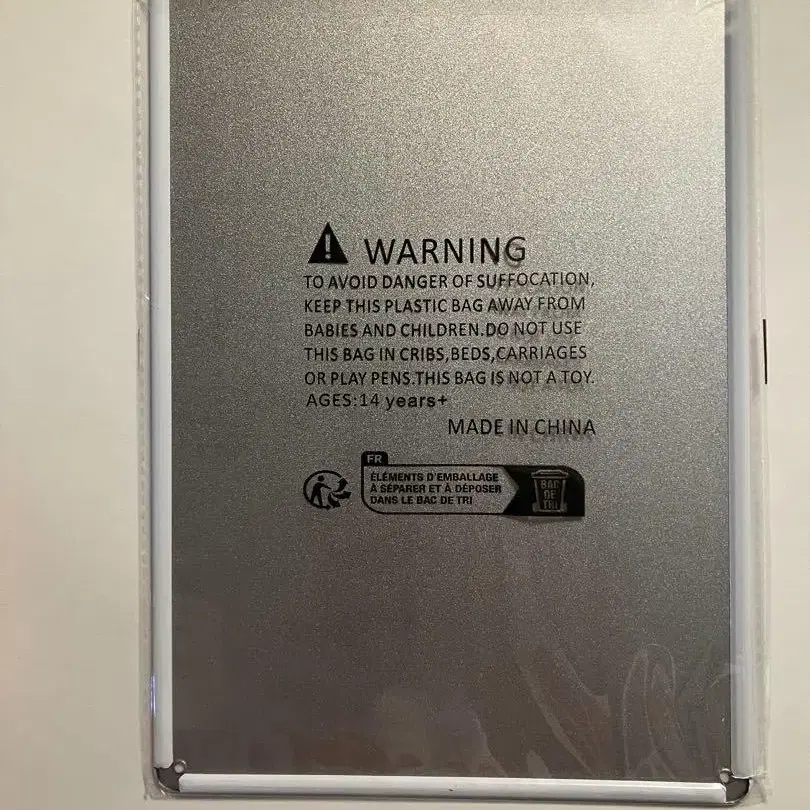 WARNING
TO AVOID DANGER OF SUFFOCATION,
KEEP THIS PLASTIC BAG AWAY FROM
BABIES AND CHILDREN.DO NOT USE
THIS BAG IN CRIBS,BEDS,CARRIAGES
OR PLAY PENS.THIS BAG IS NOT A TOY.
AGES:14 years+
MADE IN CHINA
FR
ÉLÉMENTS D'EMBALLAGE
À SÉPARER ET À DÉPOSER
DANS LE BAC DE TRI
BAC
DE
TRI